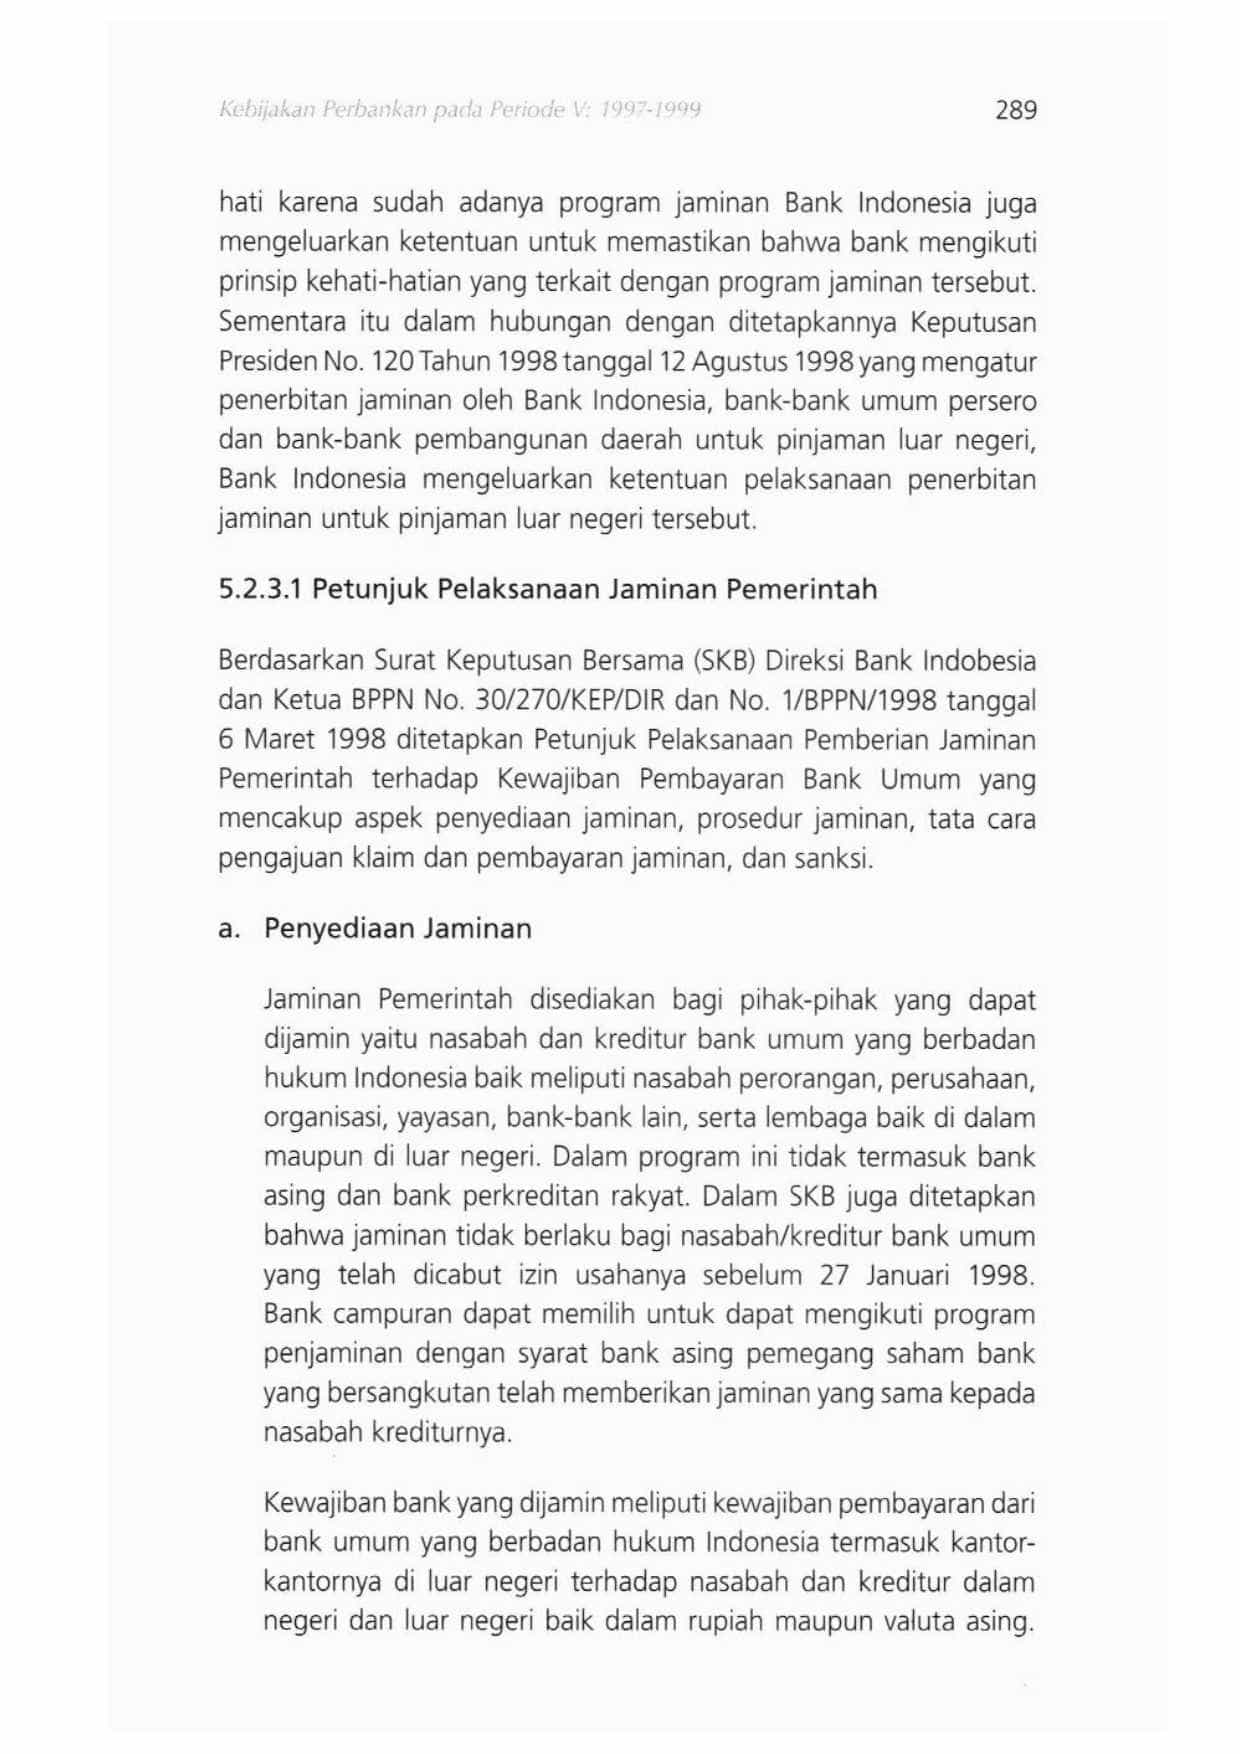 Kebijakan Perbankan pada Periode V: 1997-1999 289
hati karena sudah adanya program jaminan Bank Indonesia juga
mengeluarkan ketentuan untuk memastikan bahwa bank mengikuti
prinsip kehati-hatian yang terkait dengan program jaminan tersebut.
Sementara itu dalam hubungan dengan ditetapkannya Keputusan
Presiden No. 120 Tahun 1998 tanggal 12 Agustus 1998 yang mengatur
penerbitan jaminan oleh Bank Indonesia, bank-bank umum persero
dan bank-bank pembangunan daerah untuk pinjaman luar negeri,
Bank Indonesia mengeluarkan ketentuan pelaksanaan penerbitan
jaminan untuk pinjaman luar negeri tersebut.
5.2.3.1 Petunjuk Pelaksanaan Jaminan Pemerintah
Berdasarkan Surat Keputusan Bersama (SKB) Direksi Bank Indobesia
dan Ketua BPPN No. 30/270/KEP/DIR dan No. 1/BPPN/1998 tanggal
6 Maret 1998 ditetapkan Petunjuk Pelaksanaan Pemberian Jaminan
Pemerintah terhadap Kewajiban Pembayaran Bank Umum yang
mencakup aspek penyediaan jaminan, prosedur jaminan, tata cara
pengajuan klaim dan pembayaran jaminan, dan sanksi.
a. Penyediaan Jaminan
Jaminan Pemerintah disediakan bagi pihak-pihak yang dapat
dijamin yaitu nasabah dan kreditur bank umum yang berbadan
hukum Indonesia baik meliputi nasabah perorangan, perusahaan,
organisasi, yayasan, bank-bank lain, serta lembaga baik di dalam
maupun di luar negeri. Dalam program ini tidak termasuk bank
asing dan bank perkreditan rakyat. Dalam SKB juga ditetapkan
bahwa jaminan tidak berlaku bagi nasabah/kreditur bank umum
yang telah dicabut izin usahanya sebelum 27 Januari 1998.
Bank campuran dapat memilih untuk dapat mengikuti program
penjaminan dengan syarat bank asing pemegang saham bank
yang bersangkutan telah memberikan jaminan yang sama kepada
nasabah krediturnya.
Kewajiban bank yang dijamin meliputi kewajiban pembayaran dari
bank umum yang berbadan hukum Indonesia termasuk kantor-
kantornya di luar negeri terhadap nasabah dan kreditur dalam
negeri dan luar negeri baik dalam rupiah maupun valuta asing.